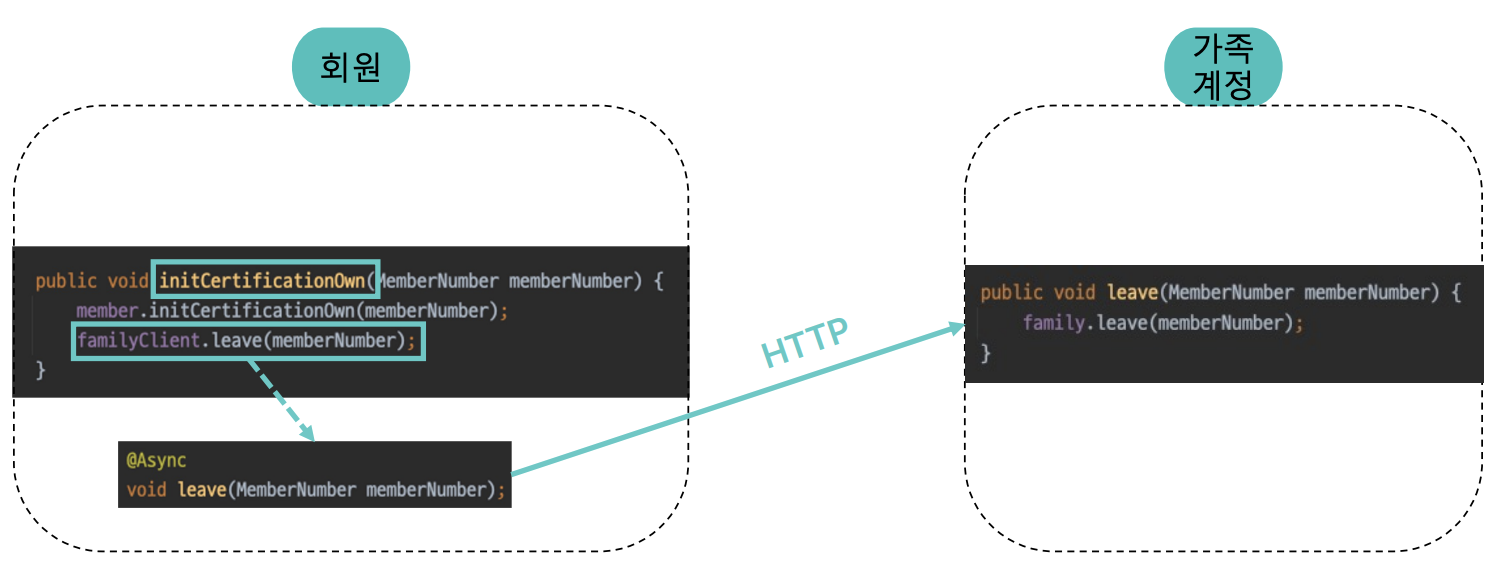 회원
가족
계정
public void initCertificationOwn(MemberNumber memberNumber) {
member.initCertificationOwn(memberNumber);
familyClient.leave(memberNumber);
}
@Async
void leave(MemberNumber memberNumber);
HTTP
public void leave(MemberNumber memberNumber) {
family.leave(memberNumber);
}